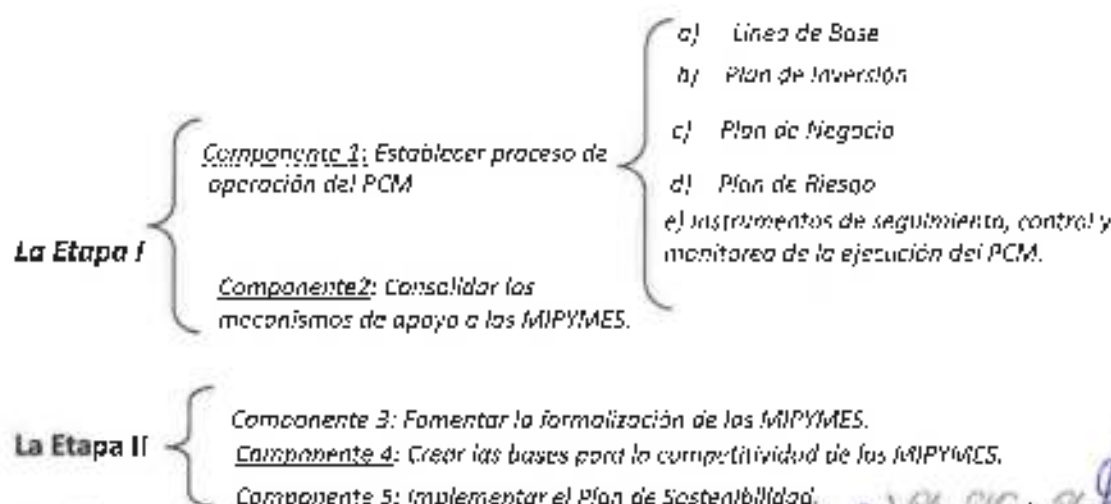 a) Linea de Base
b) Plan de Inversión
c) Plan de Negocio
d) Plan de Riesgo
e) Instrumentos de seguimiento, control y
monitoreo de la ejecución del PCM.
Componente 1: Establecer proceso de
operación del PCM
La Etapa I
Componente2: Consolidar los
mecanismos de apoyo a las MIPYMES.
La Etapa II
Componente 3: Fomentar la formalización de las MIPYMES.
Componente 4: Crear las bases para la competitividad de las MIPYMES.
Componente 5: Implementar el Plan de Sostenibilidad.